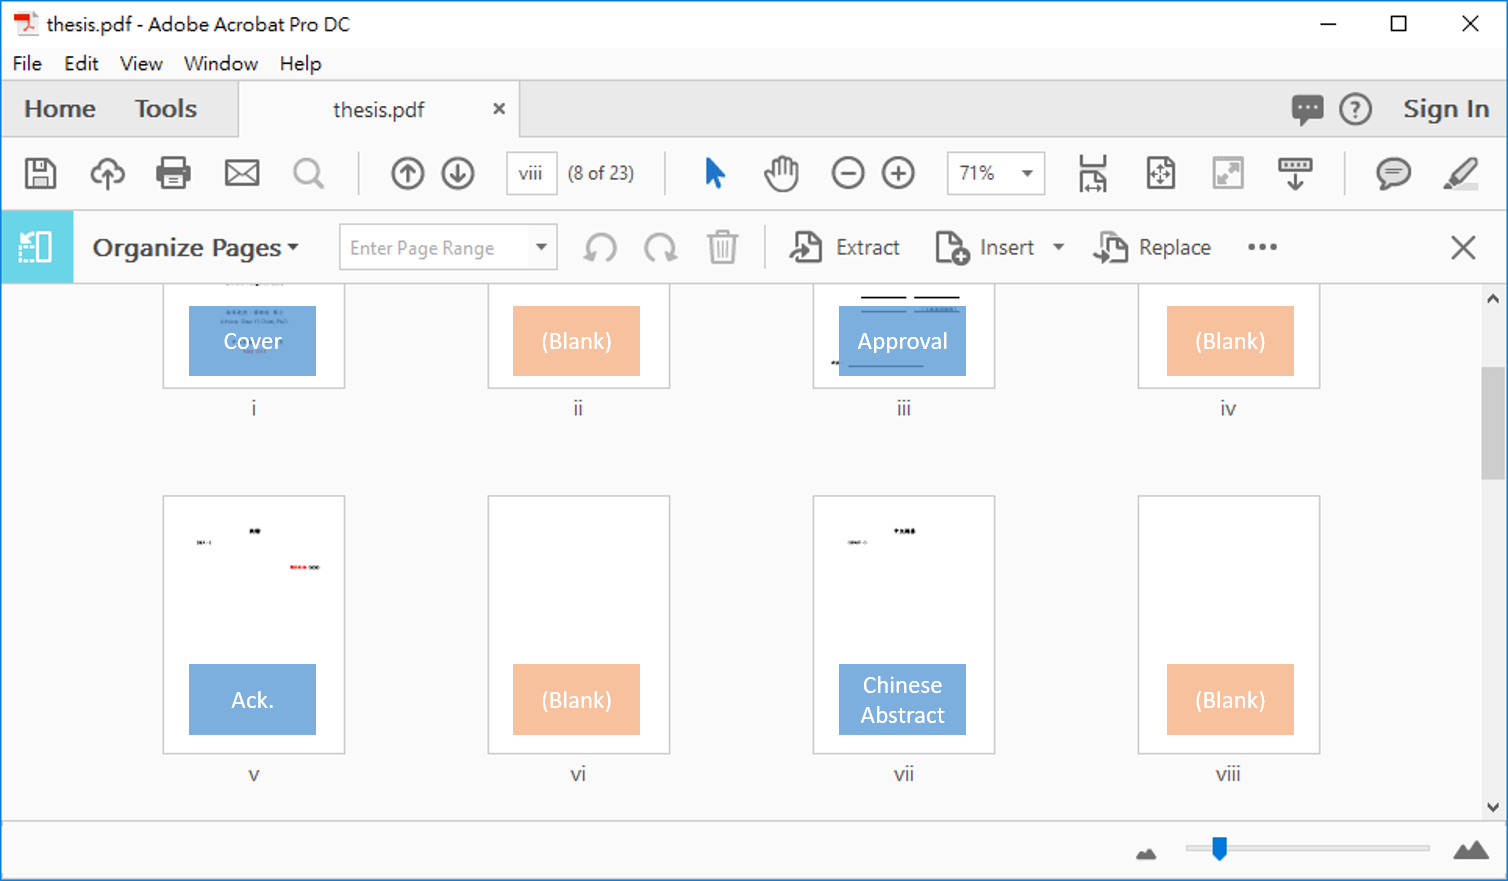 thesis.pdf - Adobe Acrobat Pro DC
File Edit View Window Help
Home Tools thesis.pdf Sign In
viii (8 of 23) 71%
Organize Pages Enter Page Range Extract Insert Replace
Cover (Blank) Approval (Blank)
i ii iii iv
Ack. (Blank) Chinese Abstract (Blank)
v vi vii viii